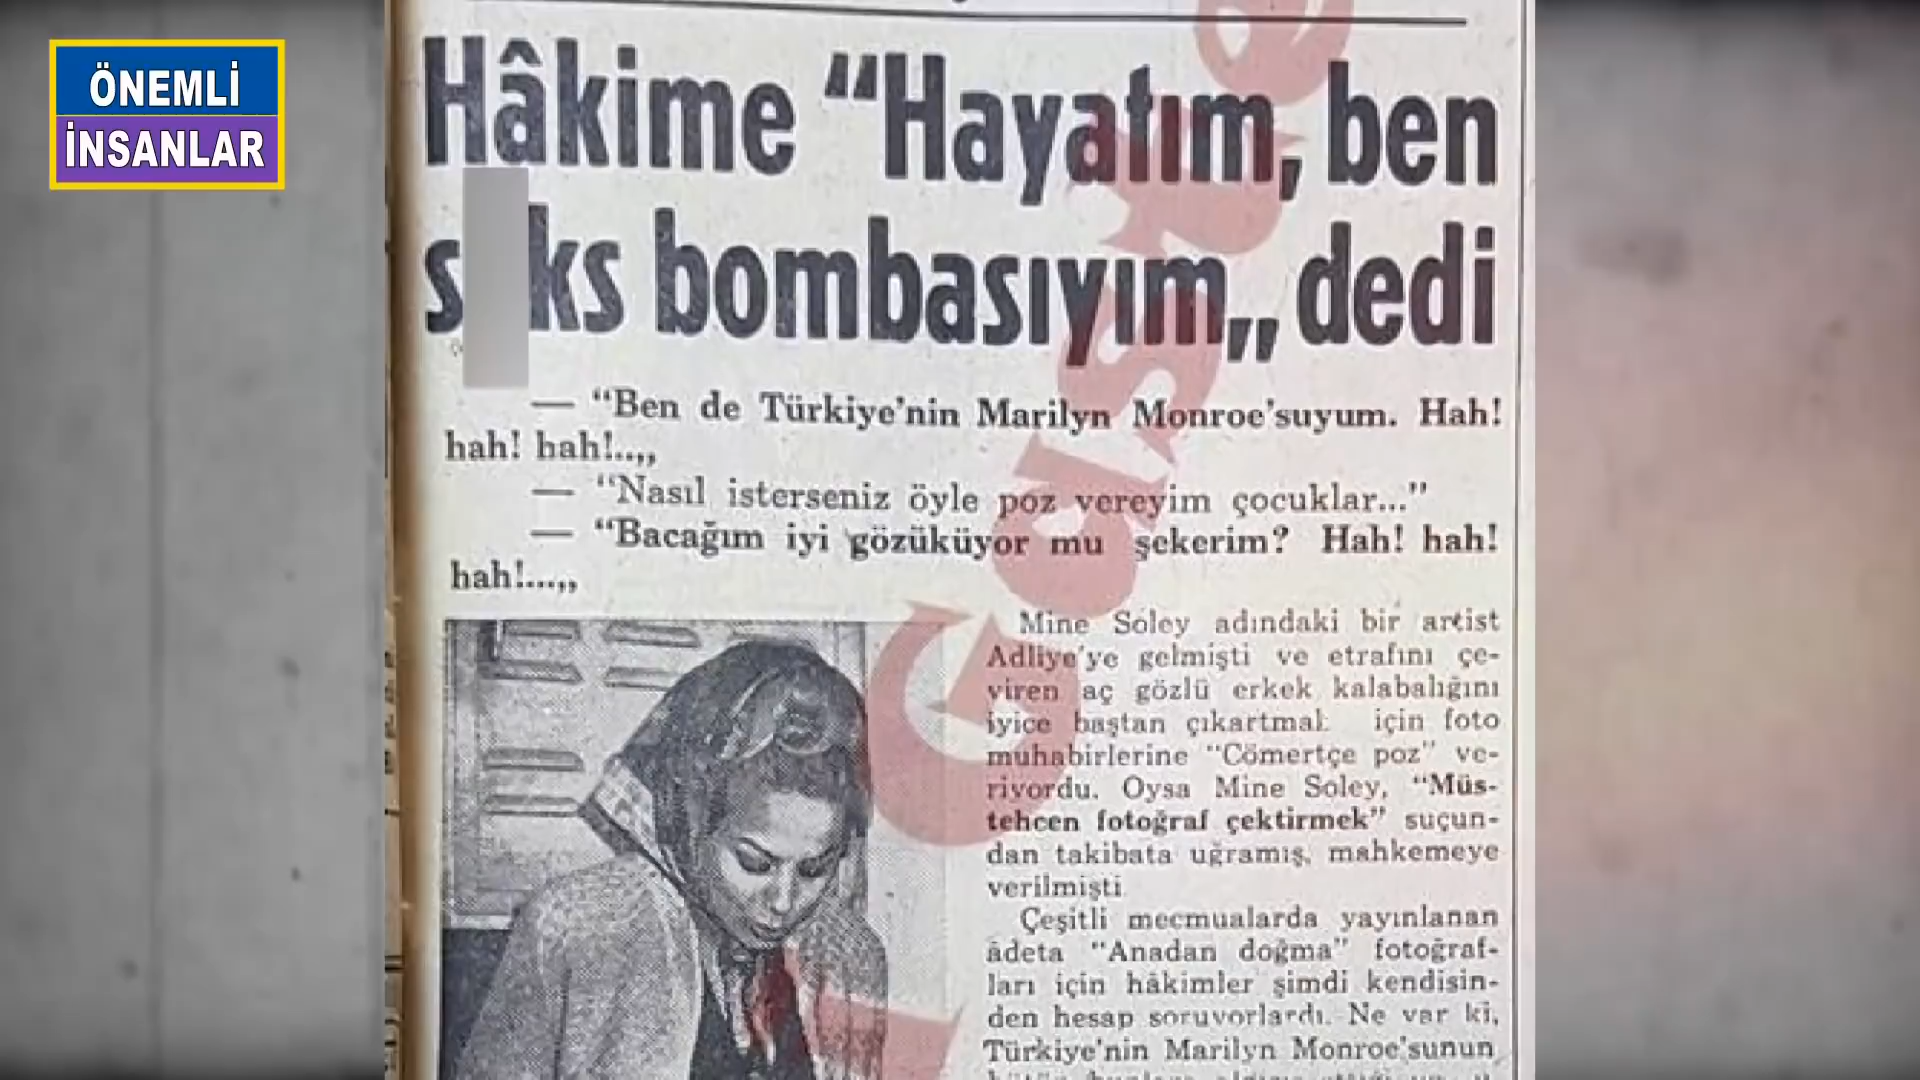 ÖNEMLİ
İNSANLAR
Hâkime “Hayatım, ben
s ks bombasıyım„ dedi
— “Ben de Türkiye'nin Marilyn Monroe'suyum. Hah!
hah! hah!..„
— “Nasıl isterseniz öyle poz vereyim çocuklar...”
— “Bacağım iyi gözüküyor mu şekerim? Hah! hah!
hah!...„
Mine Soley adındaki bir artist
Adliye'ye gelmişti ve etrafını çe-
viren aç gözlü erkek kalabalığını
iyice baştan çıkartmak için foto
muhabirlerine “Cömertçe poz” ve-
riyordu. Oysa Mine Soley, “Müs-
tehcen fotoğraf çektirmek” suçun-
dan takibata uğramış, mahkemeye
verilmişti
Çeşitli mecmualarda yayınlanan
âdeta “Anadan doğma” fotoğraf-
ları için hâkimler şimdi kendisin-
den hesap soruyorlardı. Ne var ki,
Türkiye'nin Marilyn Monroe'sunun